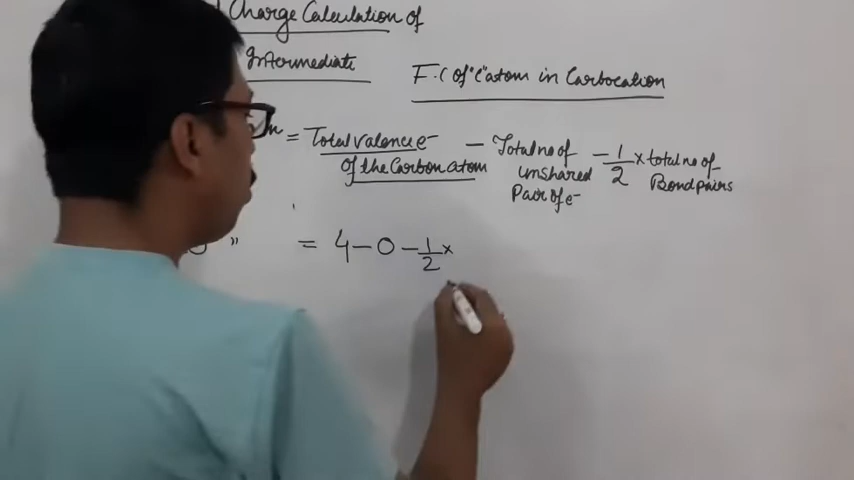 Charge Calculation of
Intermediate
F.C of "C" atom in Carbocation
= Total valence e⁻ - Total no of unshared Pair of e⁻ - 1/2 x total no of Bond pairs
of the Carbon atom
" = 4 - 0 - 1/2 x